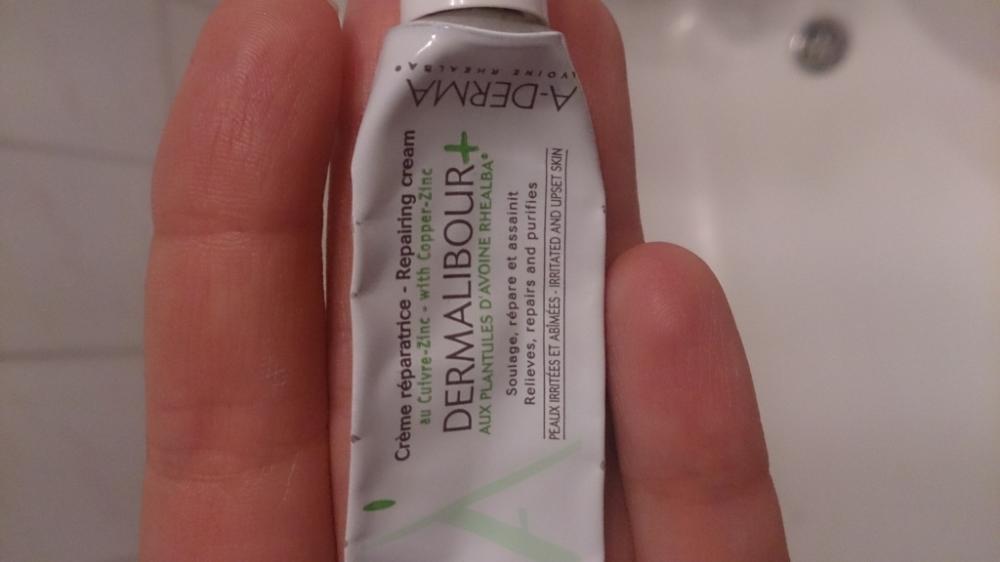 A-DERMA
AVOINE RHEALBA®
Crème réparatrice - Repairing cream
au Cuivre-Zinc - with Copper-Zinc
DERMALIBOUR+
AUX PLANTULES D'AVOINE RHEALBA®
Soulage, répare et assainit
Relieves, repairs and purifies
PEAUX IRRITÉES ET ABÎMÉES - IRRITATED AND UPSET SKIN